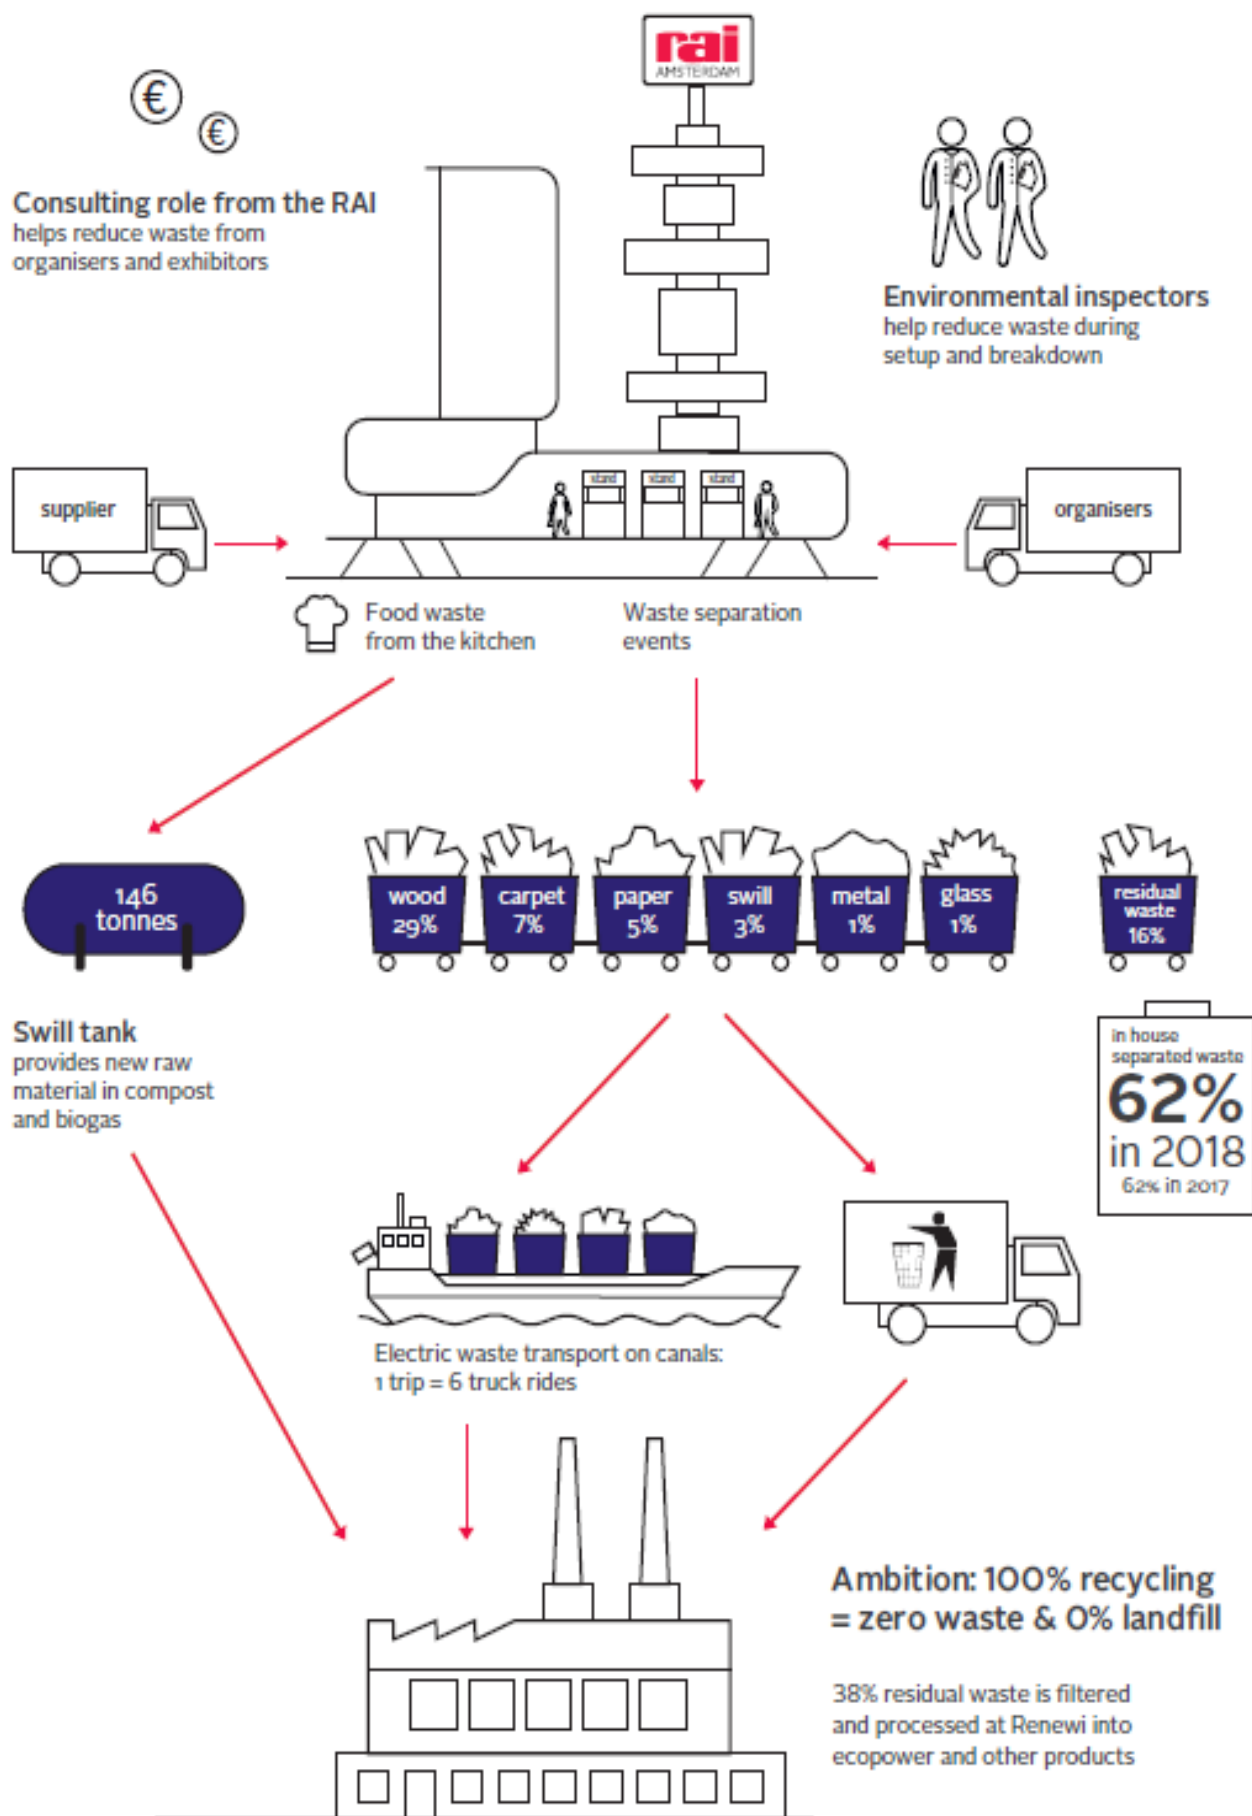 rai
AMSTERDAM
€
€
Consulting role from the RAI
helps reduce waste from
organisers and exhibitors
Environmental inspectors
help reduce waste during
setup and breakdown
supplier
stand
stand
stand
organisers
Food waste
from the kitchen
Waste separation
events
146
tonnes
wood
29%
carpet
7%
paper
5%
swill
3%
metal
1%
glass
1%
residual
waste
16%
Swill tank
provides new raw
material in compost
and biogas
in house
separated waste
62%
in 2018
62% in 2017
Electric waste transport on canals:
1 trip = 6 truck rides
Ambition: 100% recycling
= zero waste & 0% landfill
38% residual waste is filtered
and processed at Renewi into
ecopower and other products